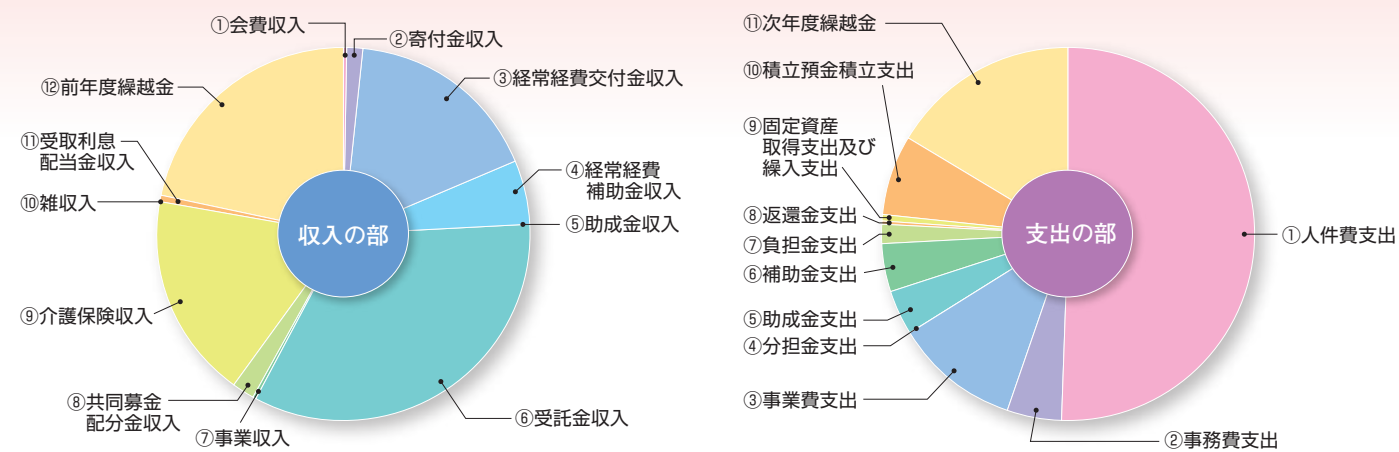 ①会費収入
②寄付金収入
③経常経費交付金収入
④経常経費
補助金収入
⑤助成金収入
⑥受託金収入
⑦事業収入
⑧共同募金
配分金収入
⑨介護保険収入
⑩雑収入
⑪受取利息
配当金収入
⑫前年度繰越金
収入の部
①人件費支出
②事務費支出
③事業費支出
④分担金支出
⑤助成金支出
⑥補助金支出
⑦負担金支出
⑧返還金支出
⑨固定資産
取得支出及び
繰入支出
⑩積立預金積立支出
⑪次年度繰越金
支出の部